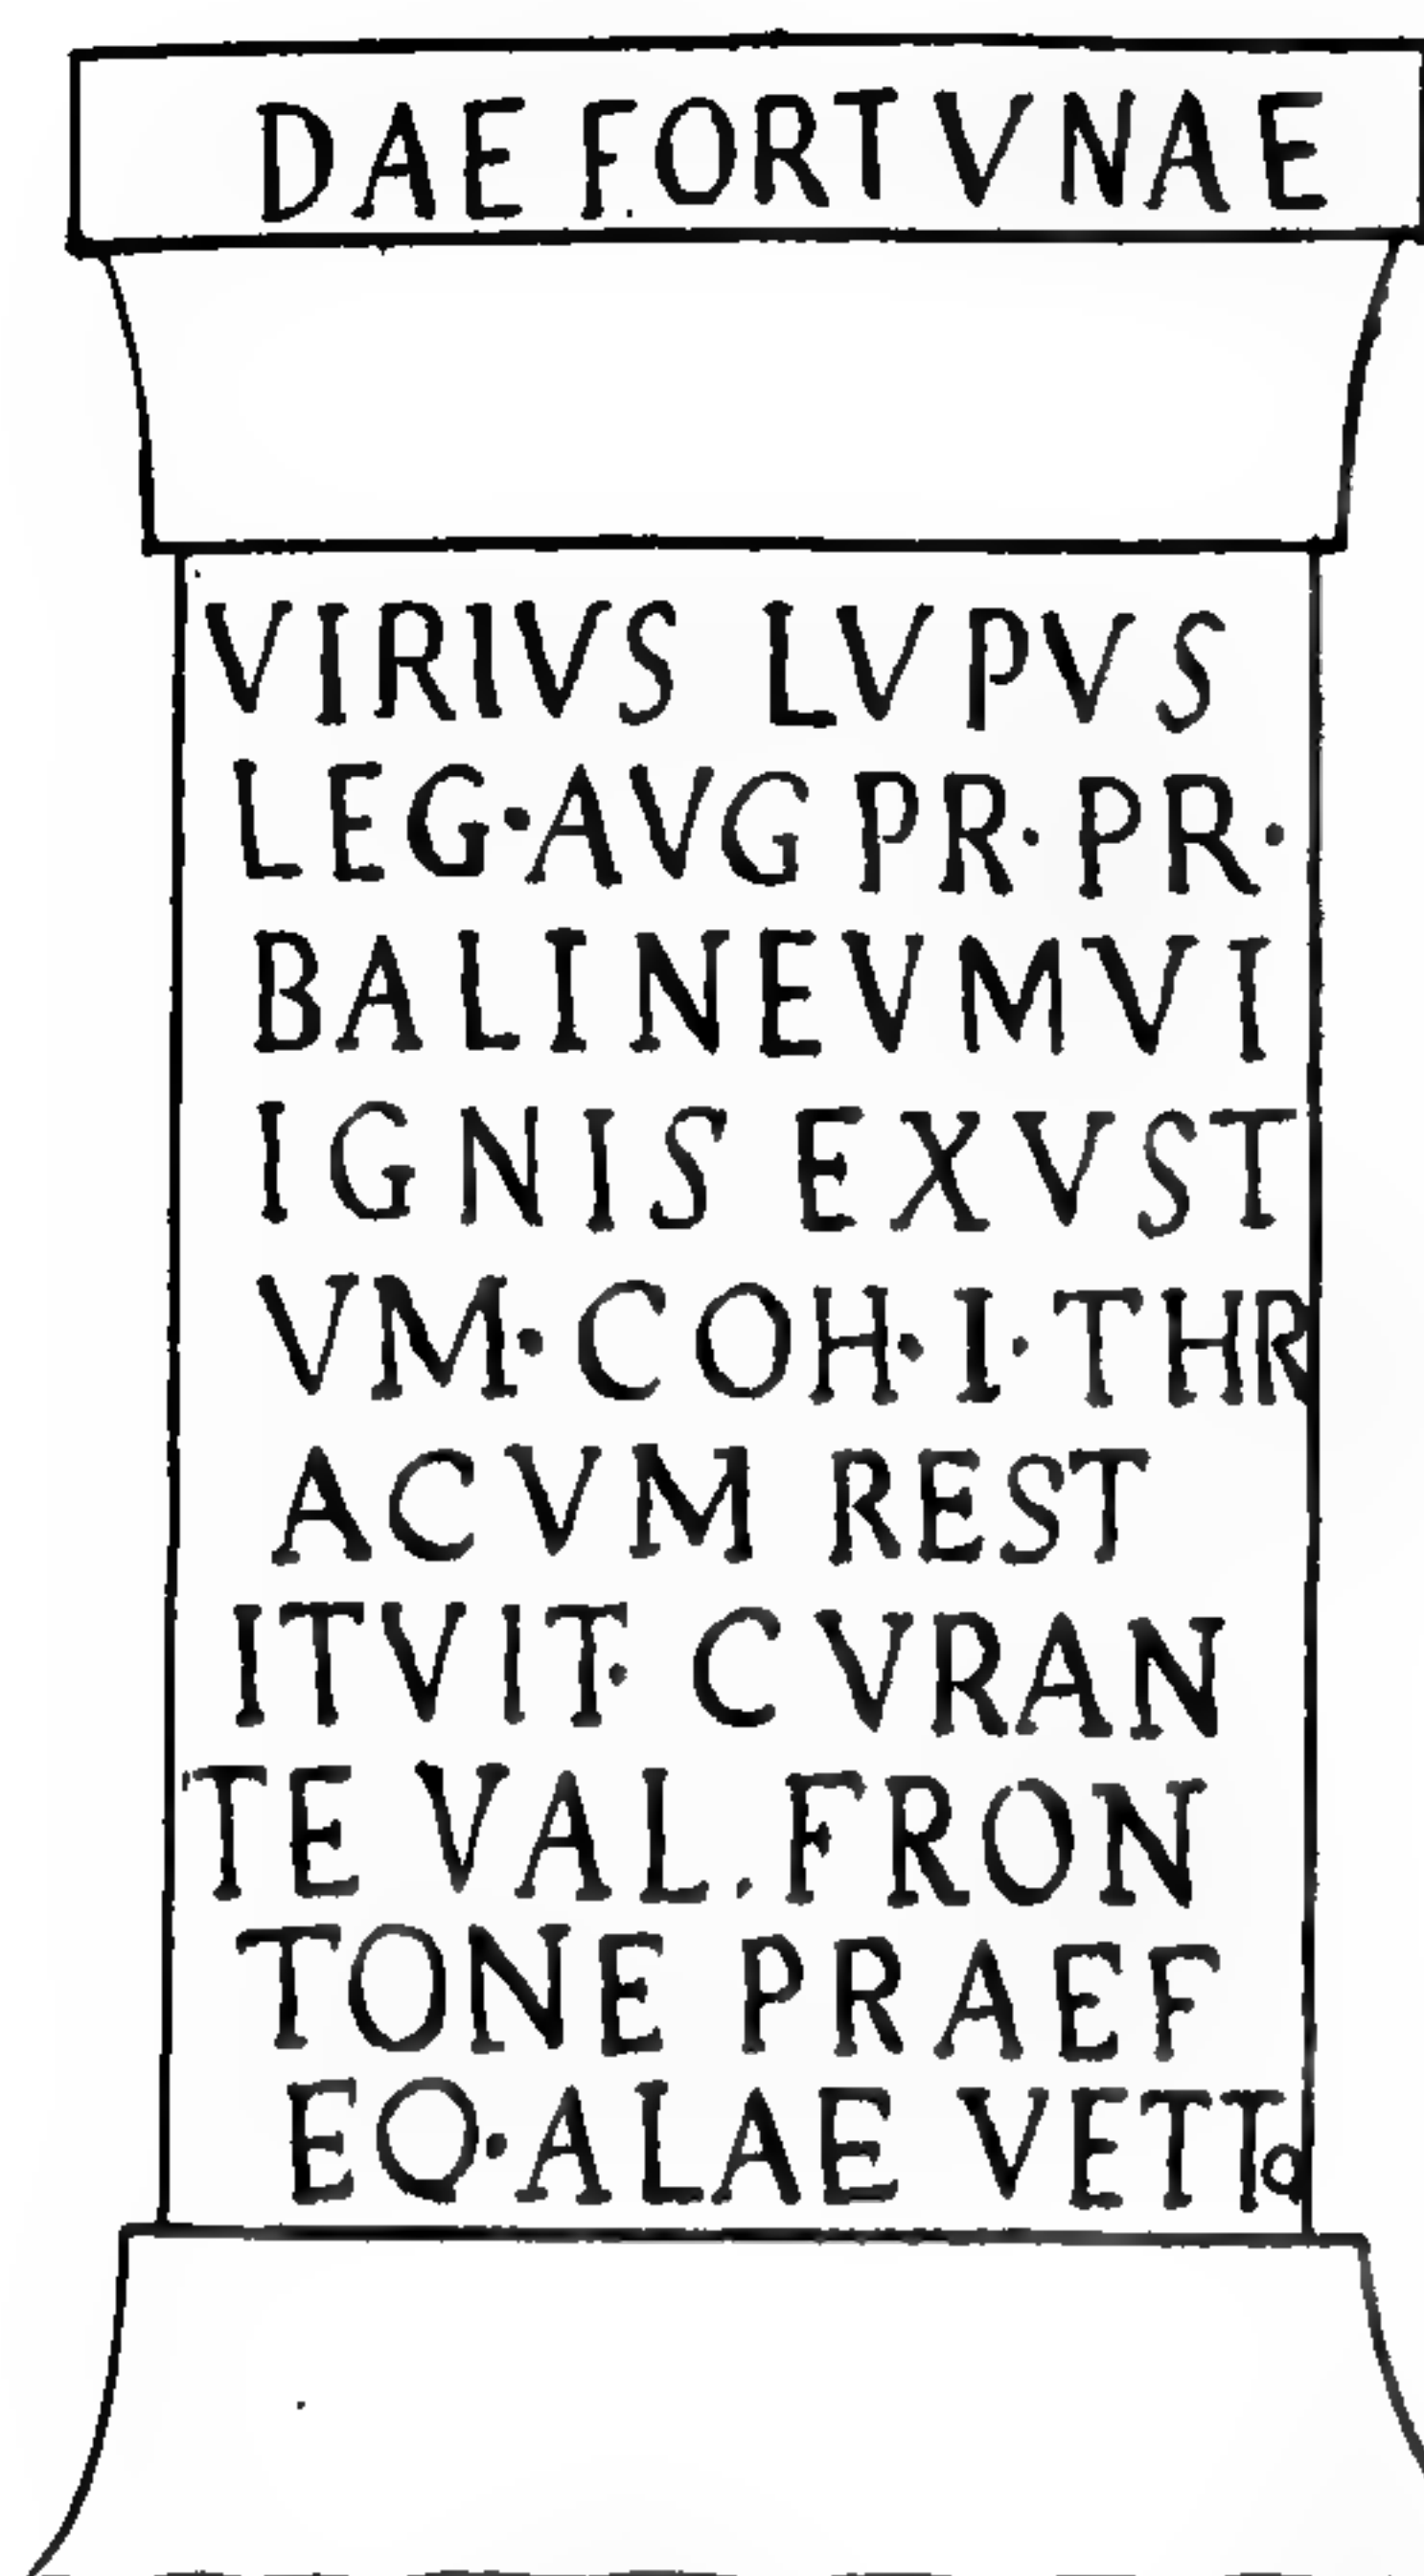 DAE FORTVNAE
VIRIVS LVPVS
LEG·AVG PR·PR·
BALINEVMVI
IGNIS EXVST
VM·COH·I·THR
ACVM REST
ITVIT· CVRAN
TE VAL.FRON
TONE PRAEF
EQ·ALAE VETTO